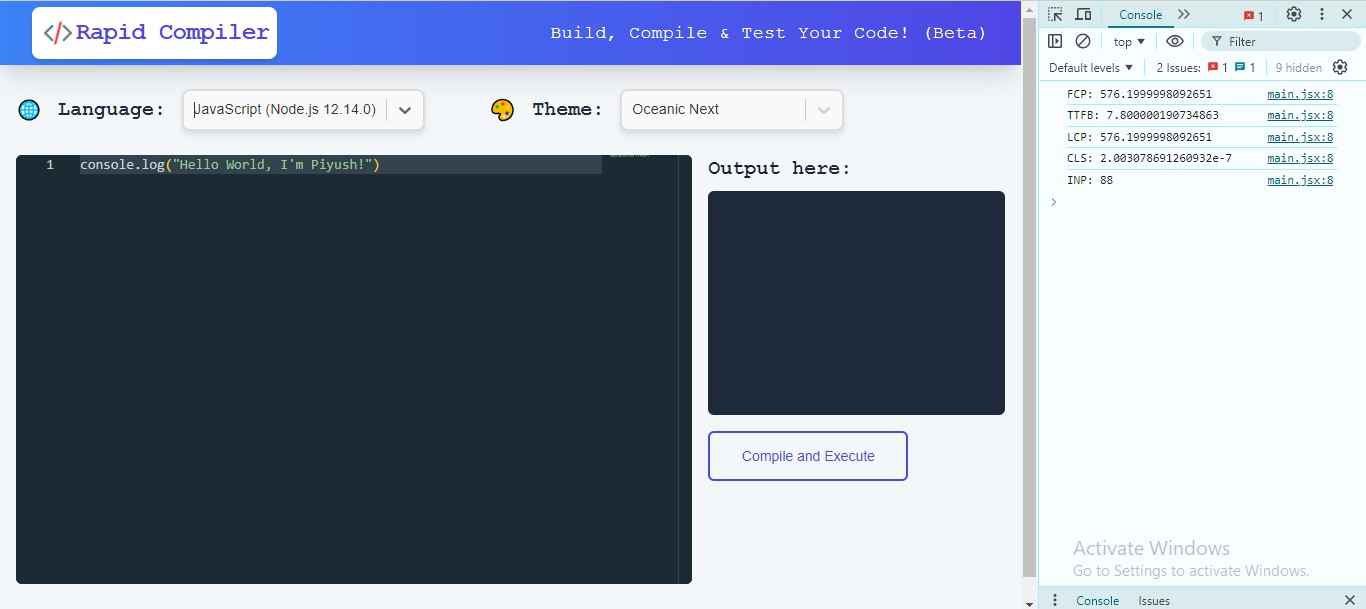 </>Rapid Compiler
Build, Compile & Test Your Code! (Beta)
Language:
JavaScript (Node.js 12.14.0)
Theme:
Oceanic Next
1 console.log("Hello World, I'm Piyush!")
Output here:
Compile and Execute
Console
1
top
Filter
Default levels
2 Issues: 1 1
9 hidden
FCP: 576.1999998092651 main.jsx:8
TTFB: 7.800000190734863 main.jsx:8
LCP: 576.1999998092651 main.jsx:8
CLS: 2.003078691260932e-7 main.jsx:8
INP: 88 main.jsx:8
Activate Windows
Go to Settings to activate Windows.
Console Issues